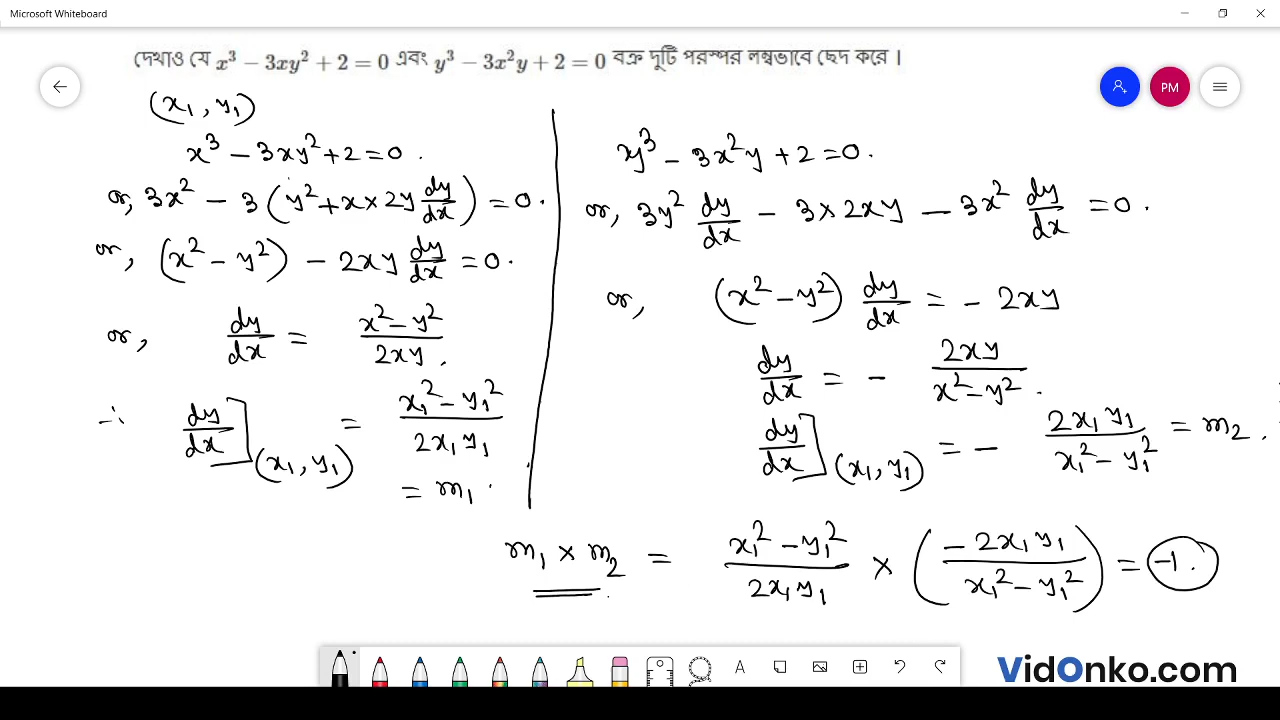 Microsoft Whiteboard
দেখাও যে x³ − 3xy² + 2 = 0 এবং y³ − 3x²y + 2 = 0 বক্র দুটি পরস্পর লম্বভাবে ছেদ করে ।
PM
(x₁, y₁)
x³ − 3xy² + 2 = 0 .
or, 3x² − 3 (y² + x × 2y dy/dx) = 0 .
or, (x² − y²) − 2xy dy/dx = 0 .
or, dy/dx = (x² − y²)/2xy .
∴ dy/dx](x₁, y₁) = (x₁² − y₁²)/2x₁y₁
= m₁ .
y³ − 3x²y + 2 = 0 .
or, 3y² dy/dx − 3 × 2xy − 3x² dy/dx = 0 .
or, (x² − y²) dy/dx = − 2xy
dy/dx = − 2xy/(x² − y²) .
dy/dx](x₁, y₁) = − 2x₁y₁/(x₁² − y₁²) = m₂ .
m₁ × m₂ = (x₁² − y₁²)/2x₁y₁ × (−2x₁y₁/(x₁² − y₁²)) = −1 .
A
VidOnko.com